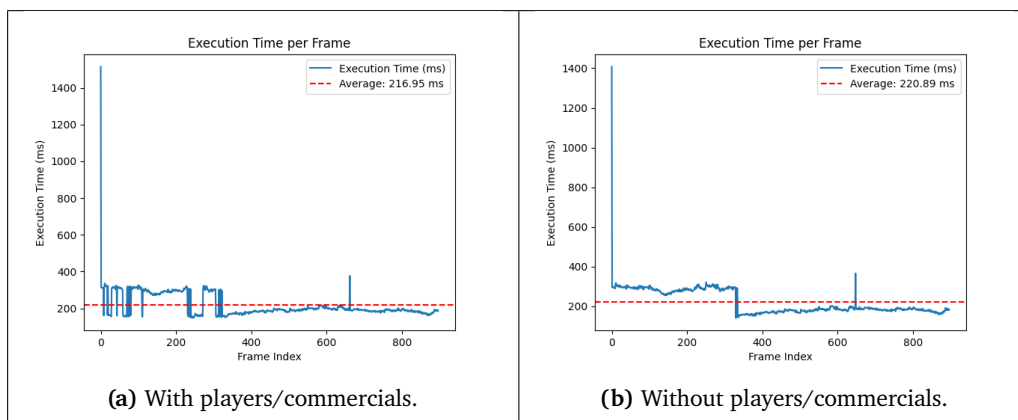 Execution Time per Frame
Execution Time (ms)
Average: 216.95 ms
1400
1200
1000
800
600
400
200
Execution Time (ms)
0
200
400
600
800
Frame Index
(a) With players/commercials.
Execution Time per Frame
Execution Time (ms)
Average: 220.89 ms
1400
1200
1000
800
600
400
200
Execution Time (ms)
0
200
400
600
800
Frame Index
(b) Without players/commercials.